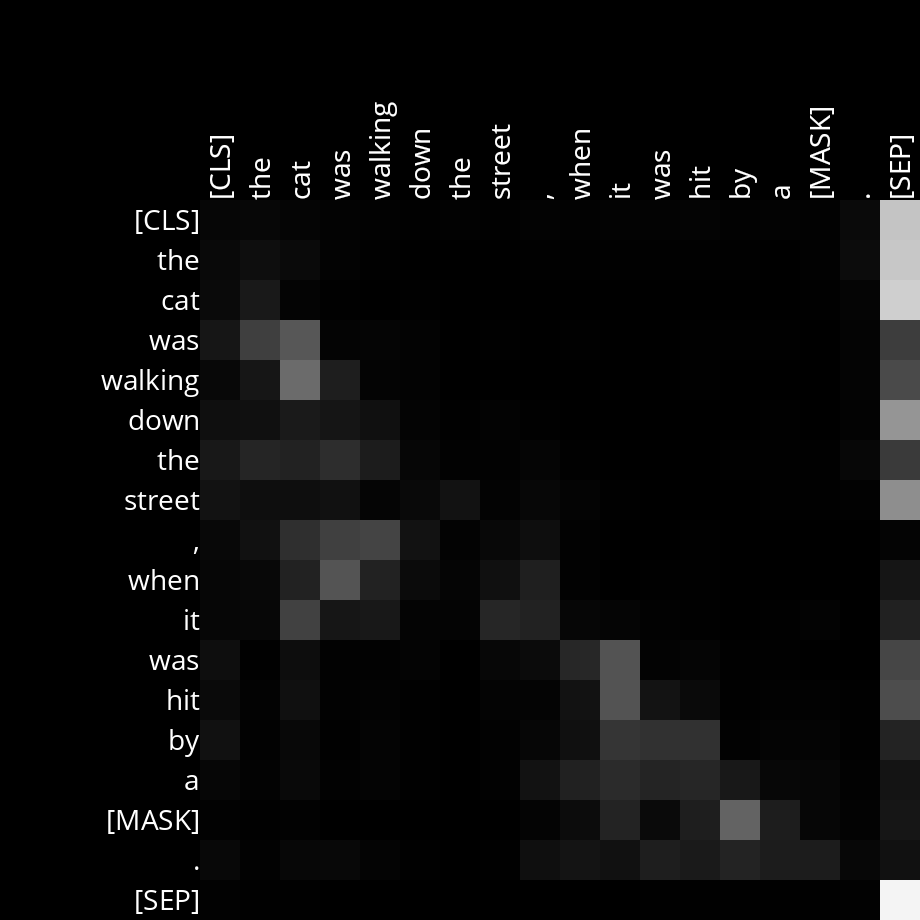 [CLS] the cat was walking down the street , when it was hit by a [MASK] . [SEP]
[CLS]
the
cat
was
walking
down
the
street
,
when
it
was
hit
by
a
[MASK]
.
[SEP]